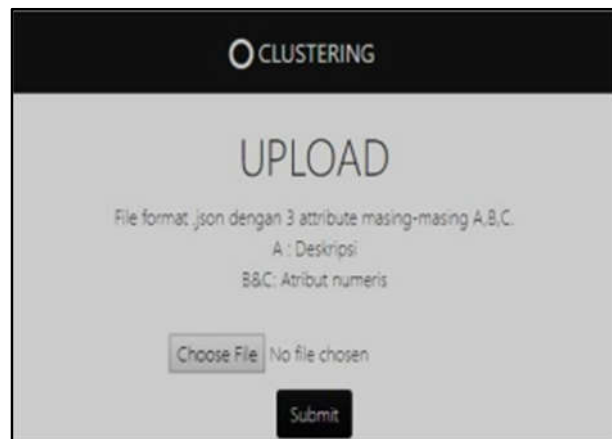 CLUSTERING
UPLOAD
File format .json dengan 3 attribute masing-masing A,B,C.
A : Deskripsi
B&C: Atribut numeris
Choose File No file chosen
Submit